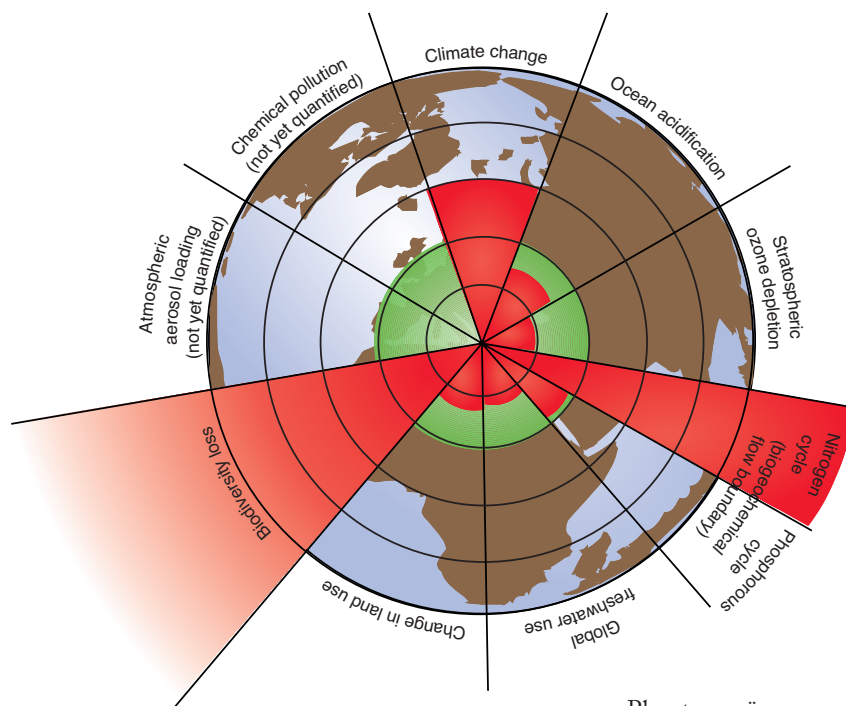 Climate change
Ocean acidification
Stratospheric
ozone depletion
Nitrogen
cycle
(biogeochemical
flow boundary)
Phosphorous
cycle
Global
freshwater use
Change in land use
Biodiversity loss
Atmospheric
aerosol loading
(not yet quantified)
Chemical pollution
(not yet quantified)